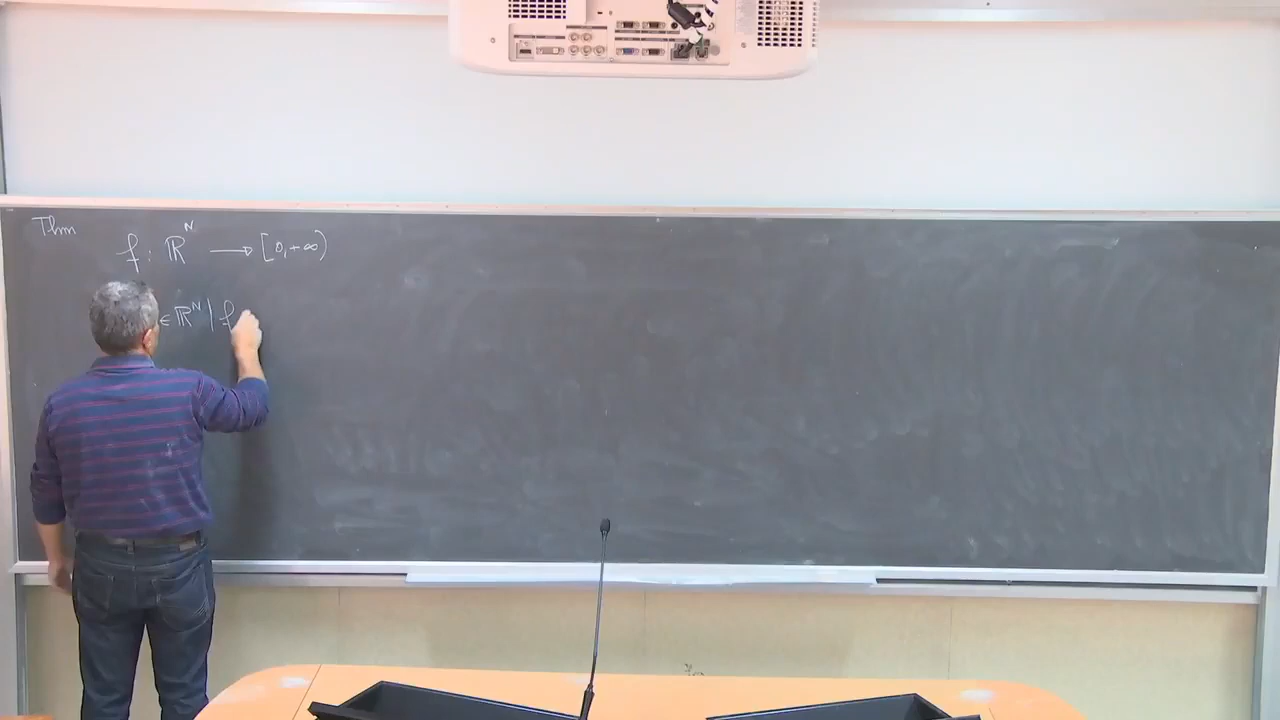 Thm
f : ℝ^N ⟶ [0,+∞)
∈ ℝ^N | f